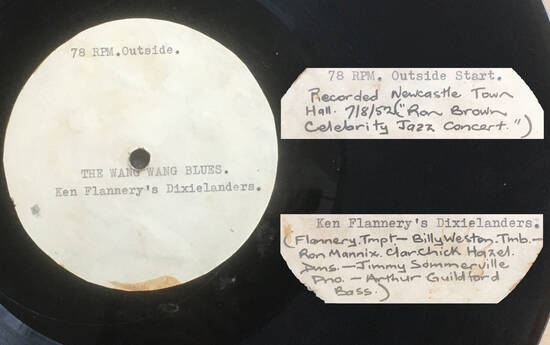 78 RPM.Outside.
THE WANG WANG BLUES.
Ken Flannery's Dixielanders.
78 RPM. Outside Start.
Recorded Newcastle Town
Hall. 7/8/52 ("Ron Brown
Celebrity Jazz Concert.")
Ken Flannery's Dixielanders.
(Flannery.Tmpt - Billy Weston.Tmb.-
Ron Mannix.Clar.Chick Hazel.
Dms. - Jimmy Sommerville
Pno. - Arthur Guildford
Bass.)